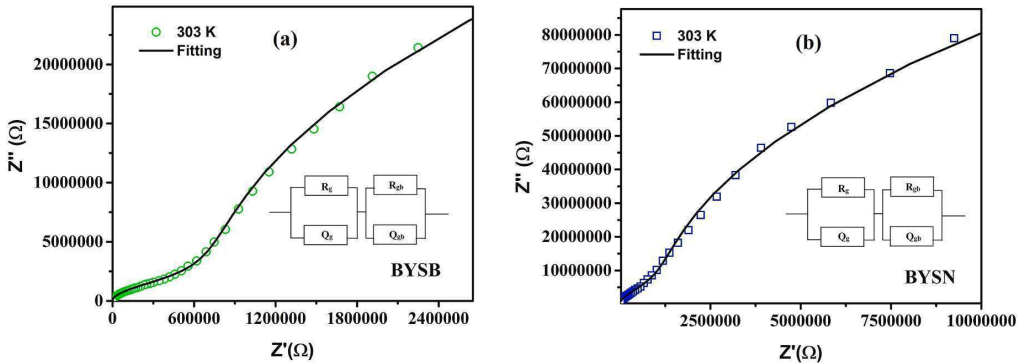 (a)
303 K
Fitting
Z'' (Ω)
20000000
15000000
10000000
5000000
0
Rg
Rgb
Qg
Qgb
BYSB
0 600000 1200000 1800000 2400000
Z'(Ω)
(b)
303 K
Fitting
Z'' (Ω)
80000000
70000000
60000000
50000000
40000000
30000000
20000000
10000000
Rg
Rgb
Qg
Qgb
BYSN
2500000 5000000 7500000 10000000
Z'(Ω)